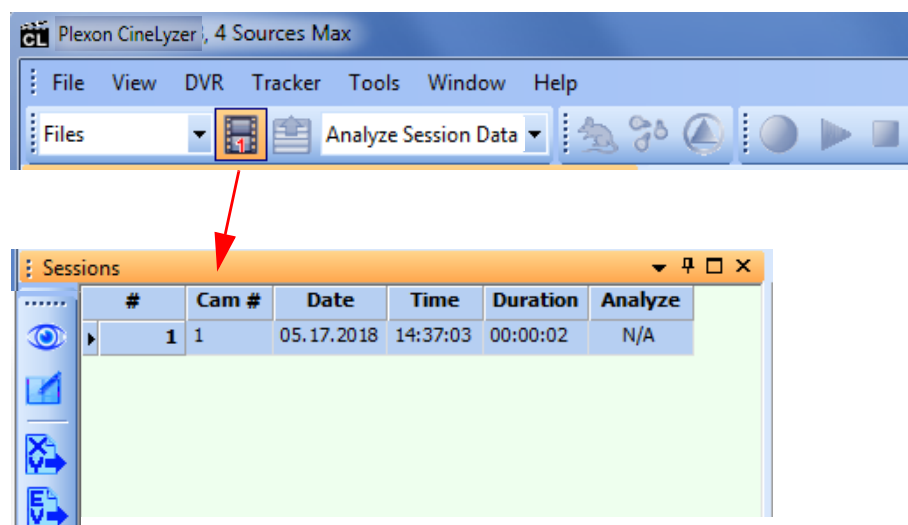 CL Plexon CineLyzer , 4 Sources Max
File View DVR Tracker Tools Window Help
Files 1 Analyze Session Data
Sessions
# Cam # Date Time Duration Analyze
1 1 05.17.2018 14:37:03 00:00:02 N/A
X
V
E
V